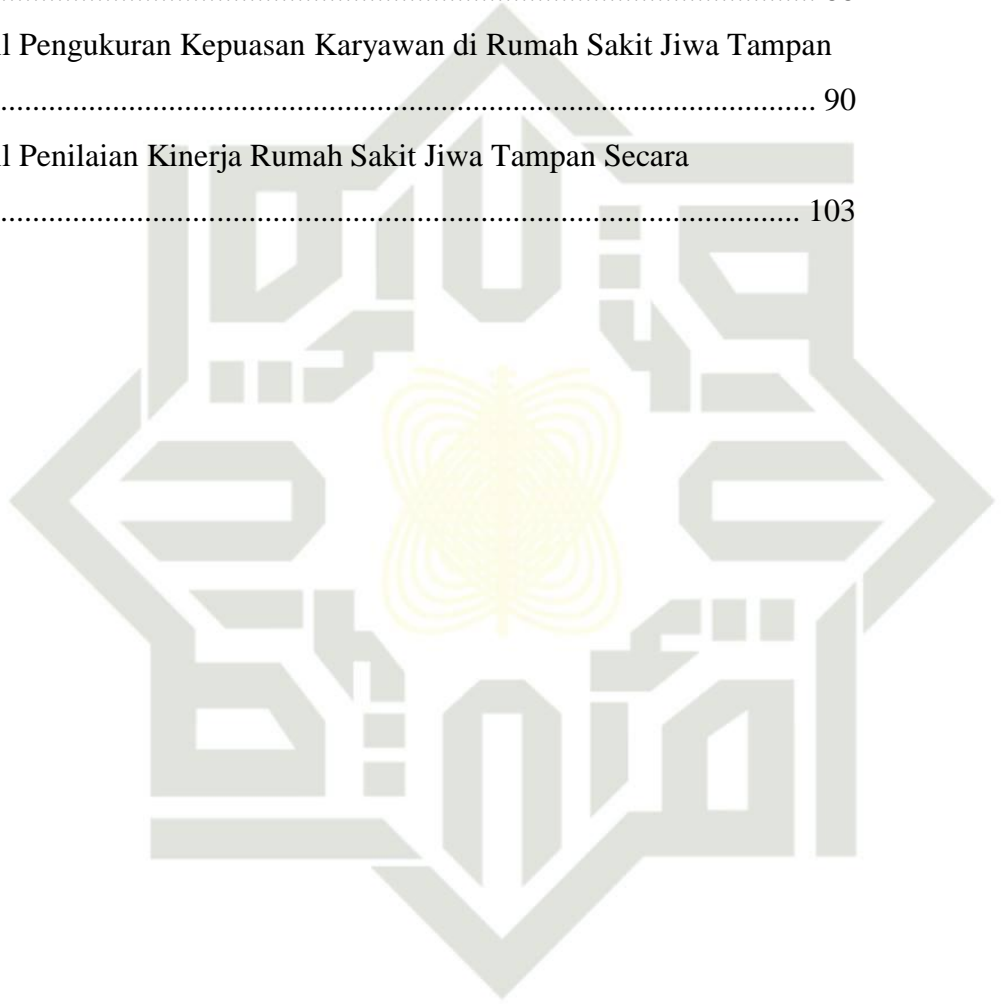 l Pengukuran Kepuasan Karyawan di Rumah Sakit Jiwa Tampan
........................................................................................................ 90
l Penilaian Kinerja Rumah Sakit Jiwa Tampan Secara
...................................................................................................... 103